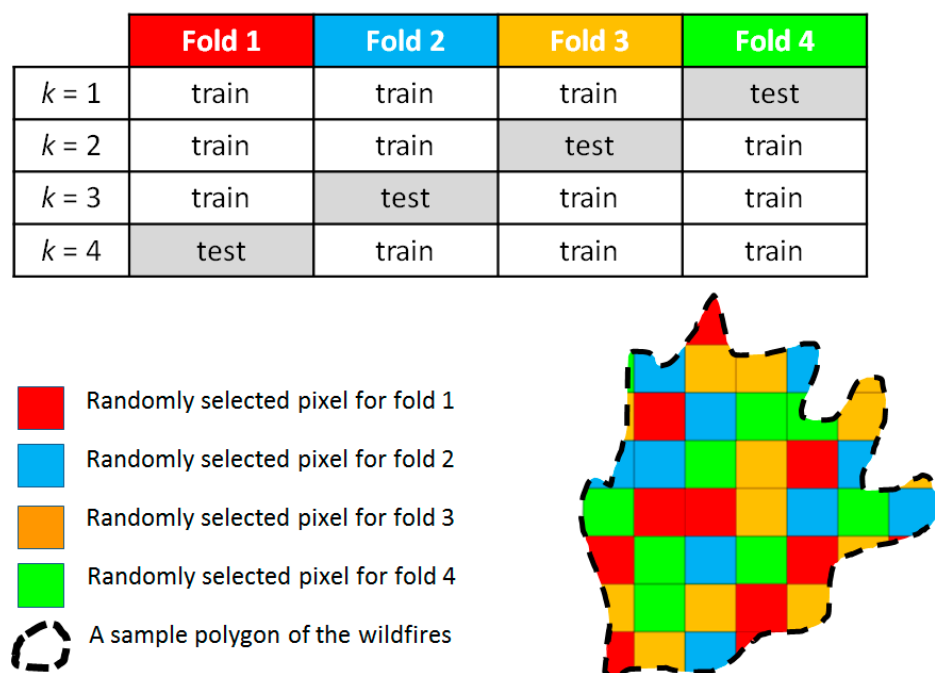 Fold 1 Fold 2 Fold 3 Fold 4
k = 1 train train train test
k = 2 train train test train
k = 3 train test train train
k = 4 test train train train
Randomly selected pixel for fold 1
Randomly selected pixel for fold 2
Randomly selected pixel for fold 3
Randomly selected pixel for fold 4
A sample polygon of the wildfires